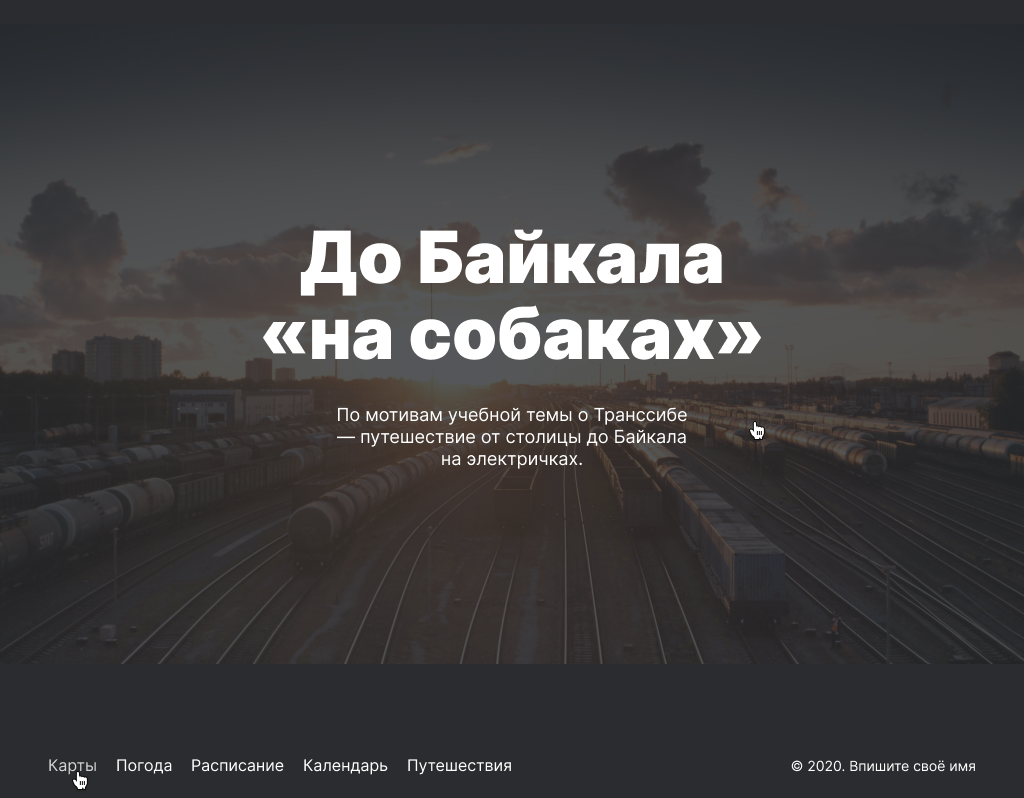 До Байкала
«на собаках»
По мотивам учебной темы о Транссибе
— путешествие от столицы до Байкала
на электричках.
Карты Погода Расписание Календарь Путешествия
© 2020. Впишите своё имя